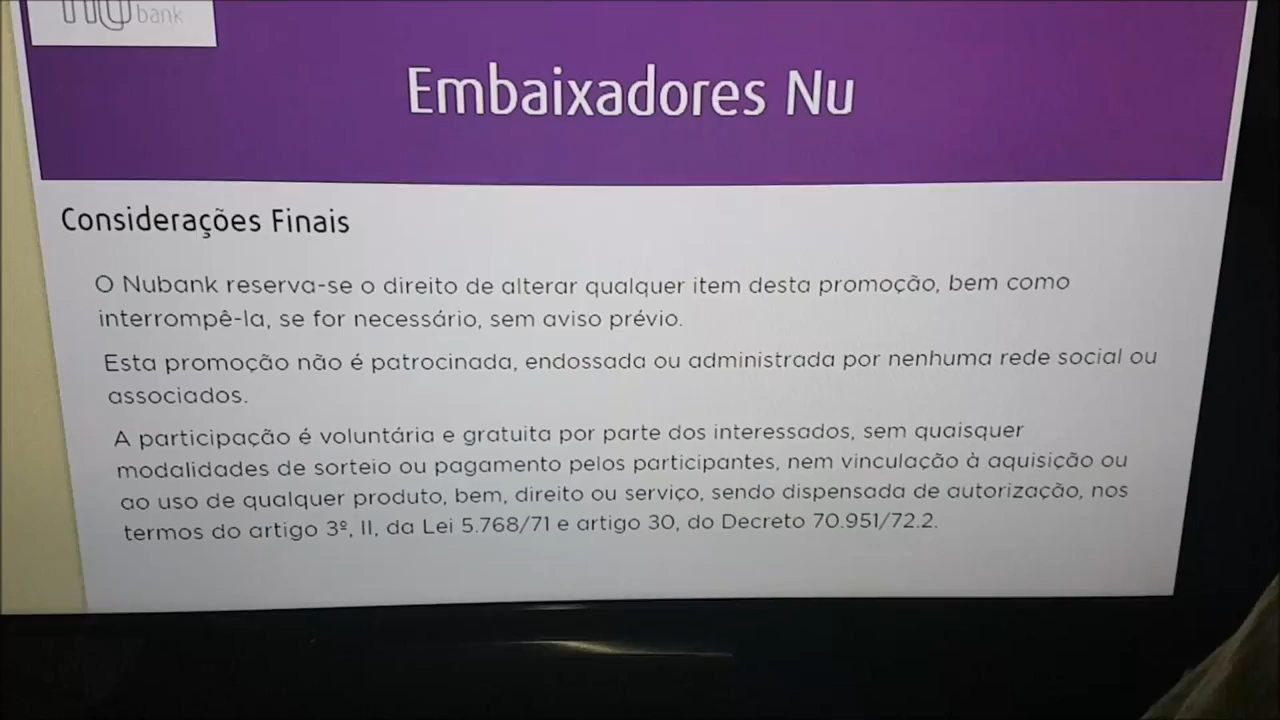 nu
bank
Embaixadores Nu
Considerações Finais
O Nubank reserva-se o direito de alterar qualquer item desta promoção, bem como
interrompê-la, se for necessário, sem aviso prévio.
Esta promoção não é patrocinada, endossada ou administrada por nenhuma rede social ou
associados.
A participação é voluntária e gratuita por parte dos interessados, sem quaisquer
modalidades de sorteio ou pagamento pelos participantes, nem vinculação à aquisição ou
ao uso de qualquer produto, bem, direito ou serviço, sendo dispensada de autorização, nos
termos do artigo 3º, II, da Lei 5.768/71 e artigo 30, do Decreto 70.951/72.2.